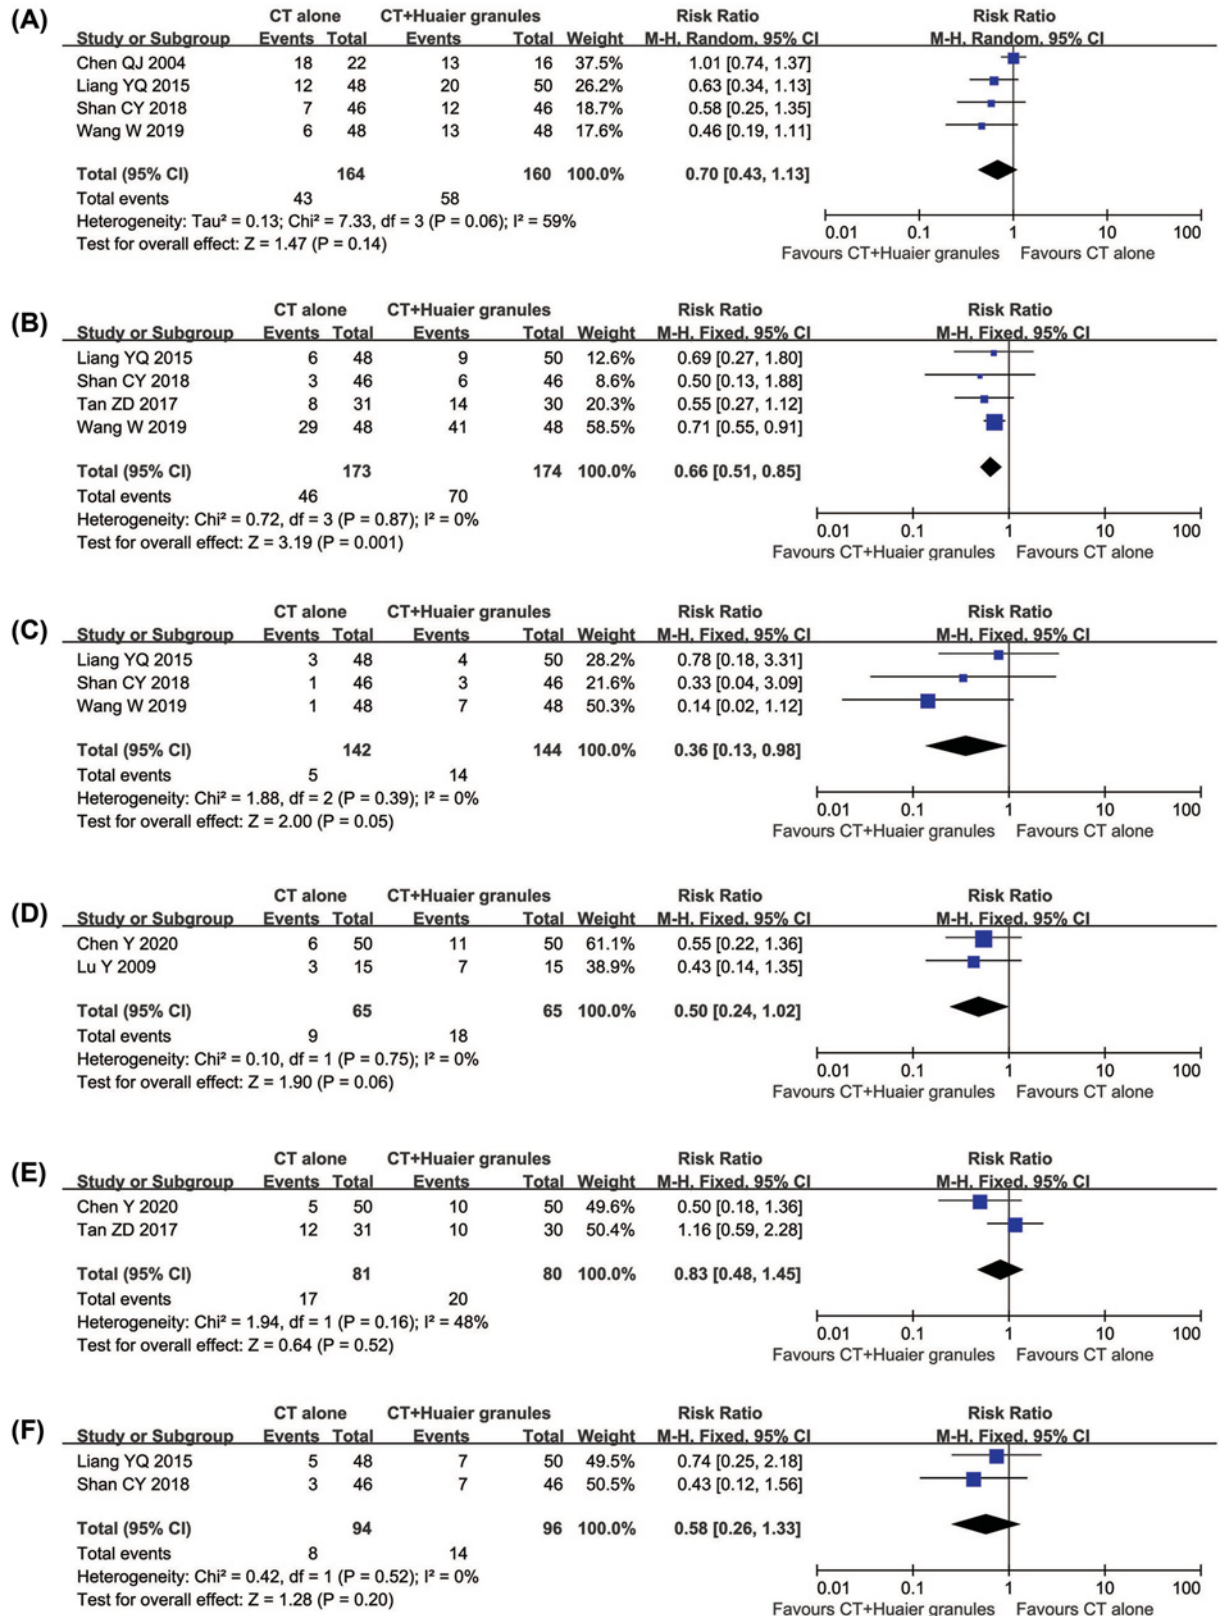 (A) CT alone CT+Huaier granules Risk Ratio Risk Ratio
Study or Subgroup Events Total Events Total Weight M-H, Random, 95% CI M-H, Random, 95% CI
Chen QJ 2004 18 22 13 16 37.5% 1.01 [0.74, 1.37]
Liang YQ 2015 12 48 20 50 26.2% 0.63 [0.34, 1.13]
Shan CY 2018 7 46 12 46 18.7% 0.58 [0.25, 1.35]
Wang W 2019 6 48 13 48 17.6% 0.46 [0.19, 1.11]
Total (95% CI) 164 160 100.0% 0.70 [0.43, 1.13]
Total events 43 58
Heterogeneity: Tau² = 0.13; Chi² = 7.33, df = 3 (P = 0.06); I² = 59%
Test for overall effect: Z = 1.47 (P = 0.14)
0.01 0.1 1 10 100
Favours CT+Huaier granules Favours CT alone
(B) CT alone CT+Huaier granules Risk Ratio Risk Ratio
Study or Subgroup Events Total Events Total Weight M-H, Fixed, 95% CI M-H, Fixed, 95% CI
Liang YQ 2015 6 48 9 50 12.6% 0.69 [0.27, 1.80]
Shan CY 2018 3 46 6 46 8.6% 0.50 [0.13, 1.88]
Tan ZD 2017 8 31 14 30 20.3% 0.55 [0.27, 1.12]
Wang W 2019 29 48 41 48 58.5% 0.71 [0.55, 0.91]
Total (95% CI) 173 174 100.0% 0.66 [0.51, 0.85]
Total events 46 70
Heterogeneity: Chi² = 0.72, df = 3 (P = 0.87); I² = 0%
Test for overall effect: Z = 3.19 (P = 0.001)
0.01 0.1 1 10 100
Favours CT+Huaier granules Favours CT alone
(C) CT alone CT+Huaier granules Risk Ratio Risk Ratio
Study or Subgroup Events Total Events Total Weight M-H, Fixed, 95% CI M-H, Fixed, 95% CI
Liang YQ 2015 3 48 4 50 28.2% 0.78 [0.18, 3.31]
Shan CY 2018 1 46 3 46 21.6% 0.33 [0.04, 3.09]
Wang W 2019 1 48 7 48 50.3% 0.14 [0.02, 1.12]
Total (95% CI) 142 144 100.0% 0.36 [0.13, 0.98]
Total events 5 14
Heterogeneity: Chi² = 1.88, df = 2 (P = 0.39); I² = 0%
Test for overall effect: Z = 2.00 (P = 0.05)
0.01 0.1 1 10 100
Favours CT+Huaier granules Favours CT alone
(D) CT alone CT+Huaier granules Risk Ratio Risk Ratio
Study or Subgroup Events Total Events Total Weight M-H, Fixed, 95% CI M-H, Fixed, 95% CI
Chen Y 2020 6 50 11 50 61.1% 0.55 [0.22, 1.36]
Lu Y 2009 3 15 7 15 38.9% 0.43 [0.14, 1.35]
Total (95% CI) 65 65 100.0% 0.50 [0.24, 1.02]
Total events 9 18
Heterogeneity: Chi² = 0.10, df = 1 (P = 0.75); I² = 0%
Test for overall effect: Z = 1.90 (P = 0.06)
0.01 0.1 1 10 100
Favours CT+Huaier granules Favours CT alone
(E) CT alone CT+Huaier granules Risk Ratio Risk Ratio
Study or Subgroup Events Total Events Total Weight M-H, Fixed, 95% CI M-H, Fixed, 95% CI
Chen Y 2020 5 50 10 50 49.6% 0.50 [0.18, 1.36]
Tan ZD 2017 12 31 10 30 50.4% 1.16 [0.59, 2.28]
Total (95% CI) 81 80 100.0% 0.83 [0.48, 1.45]
Total events 17 20
Heterogeneity: Chi² = 1.94, df = 1 (P = 0.16); I² = 48%
Test for overall effect: Z = 0.64 (P = 0.52)
0.01 0.1 1 10 100
Favours CT+Huaier granules Favours CT alone
(F) CT alone CT+Huaier granules Risk Ratio Risk Ratio
Study or Subgroup Events Total Events Total Weight M-H, Fixed, 95% CI M-H, Fixed, 95% CI
Liang YQ 2015 5 48 7 50 49.5% 0.74 [0.25, 2.18]
Shan CY 2018 3 46 7 46 50.5% 0.43 [0.12, 1.56]
Total (95% CI) 94 96 100.0% 0.58 [0.26, 1.33]
Total events 8 14
Heterogeneity: Chi² = 0.42, df = 1 (P = 0.52); I² = 0%
Test for overall effect: Z = 1.28 (P = 0.20)
0.01 0.1 1 10 100
Favours CT+Huaier granules Favours CT alone